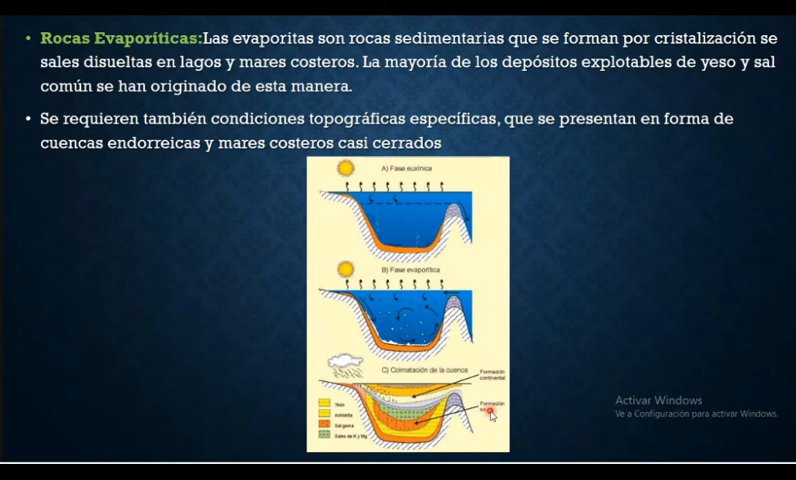 • Rocas Evaporíticas:Las evaporitas son rocas sedimentarias que se forman por cristalización se
sales disueltas en lagos y mares costeros. La mayoría de los depósitos explotables de yeso y sal
común se han originado de esta manera.
• Se requieren también condiciones topográficas específicas, que se presentan en forma de
cuencas endorreicas y mares costeros casi cerrados
A) Fase euxínica
B) Fase evaporítica
C) Colmatación de la cuenca
Formación
continental
Yeso
Anhidrita
Sal gema
Sales de K y Mg
Formación
Activar Windows
Ve a Configuración para activar Windows.